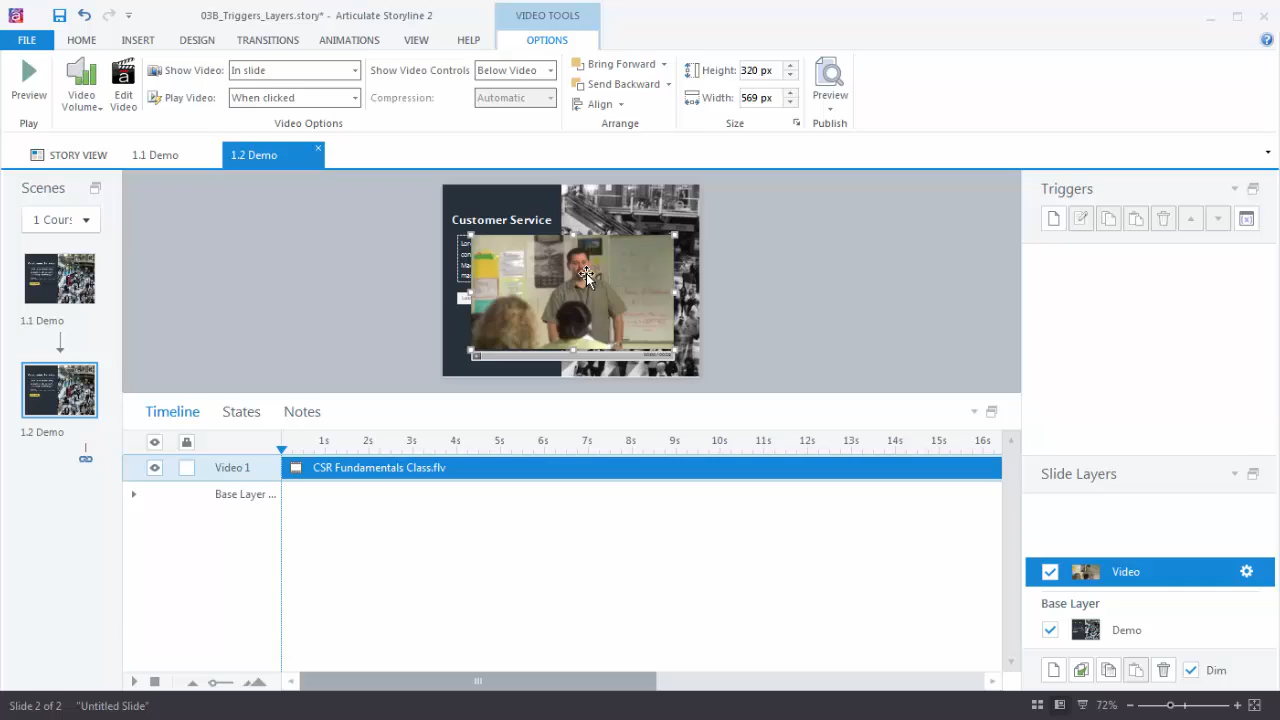 03B_Triggers_Layers.story* - Articulate Storyline 2
VIDEO TOOLS
FILE
HOME
INSERT
DESIGN
TRANSITIONS
ANIMATIONS
VIEW
HELP
OPTIONS
Preview
Play
Video
Volume
Edit
Video
Show Video:
In slide
Play Video:
When clicked
Show Video Controls
Below Video
Compression:
Automatic
Video Options
Bring Forward
Send Backward
Align
Arrange
Height:
320 px
Width:
569 px
Size
Preview
Publish
STORY VIEW
1.1 Demo
1.2 Demo
Scenes
1 Cours
1.1 Demo
1.2 Demo
Customer Service
Triggers
Timeline
States
Notes
1s 2s 3s 4s 5s 6s 7s 8s 9s 10s 11s 12s 13s 14s 15s 16s
Video 1
CSR Fundamentals Class.flv
Base Layer ...
Slide Layers
Video
Base Layer
Demo
Dim
Slide 2 of 2
"Untitled Slide"
72%